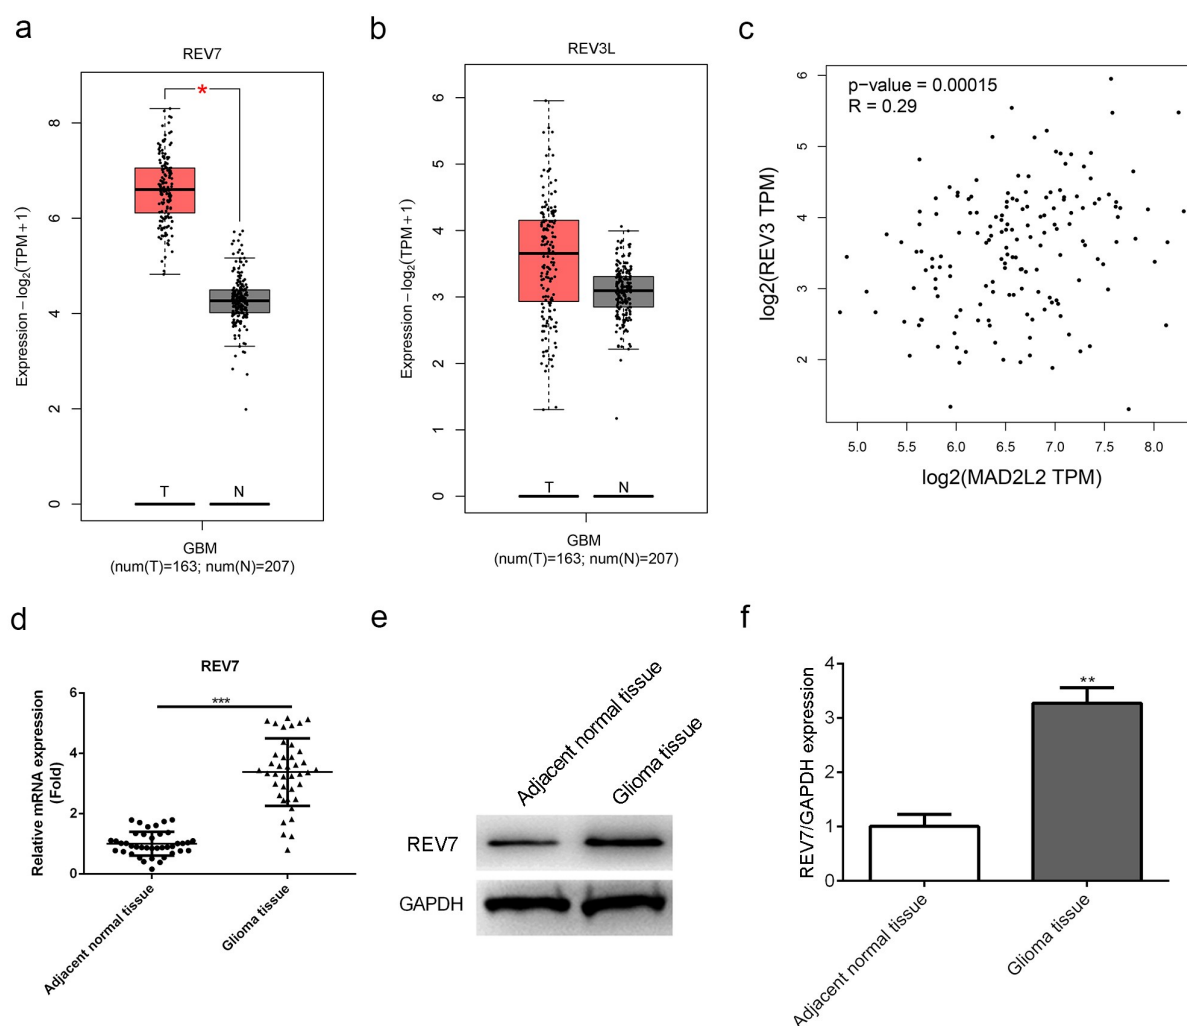 a
REV7
Expression – log2(TPM + 1)
8
6
4
2
0
*
T
N
GBM
(num(T)=163; num(N)=207)
b
REV3L
Expression – log2(TPM + 1)
6
5
4
3
2
1
0
T
N
GBM
(num(T)=163; num(N)=207)
c
p−value = 0.00015
R = 0.29
log2(REV3 TPM)
6
5
4
3
2
5.0 5.5 6.0 6.5 7.0 7.5 8.0
log2(MAD2L2 TPM)
d
REV7
Relative mRNA expression
(Fold)
6
4
2
0
***
Adjacent normal tissue
Glioma tissue
e
Adjacent normal tissue
Glioma tissue
REV7
GAPDH
f
REV7/GAPDH expression
4
3
2
1
0
**
Adjacent normal tissue
Glioma tissue